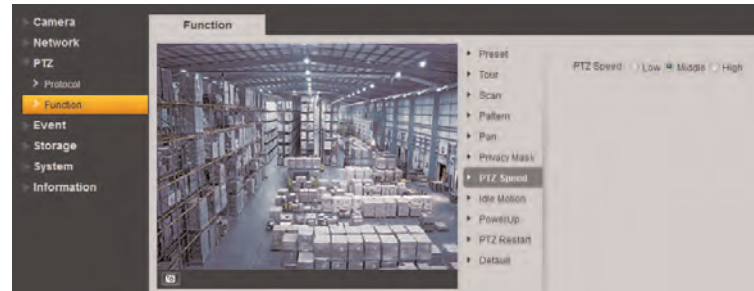 Camera
Network
PTZ
Protocol
Function
Event
Storage
System
Information
Function
Preset
Tour
Scan
Pattern
Pan
Privacy Mask
PTZ Speed
Idle Motion
PowerUp
PTZ Restart
Default
PTZ Speed Low Middle High